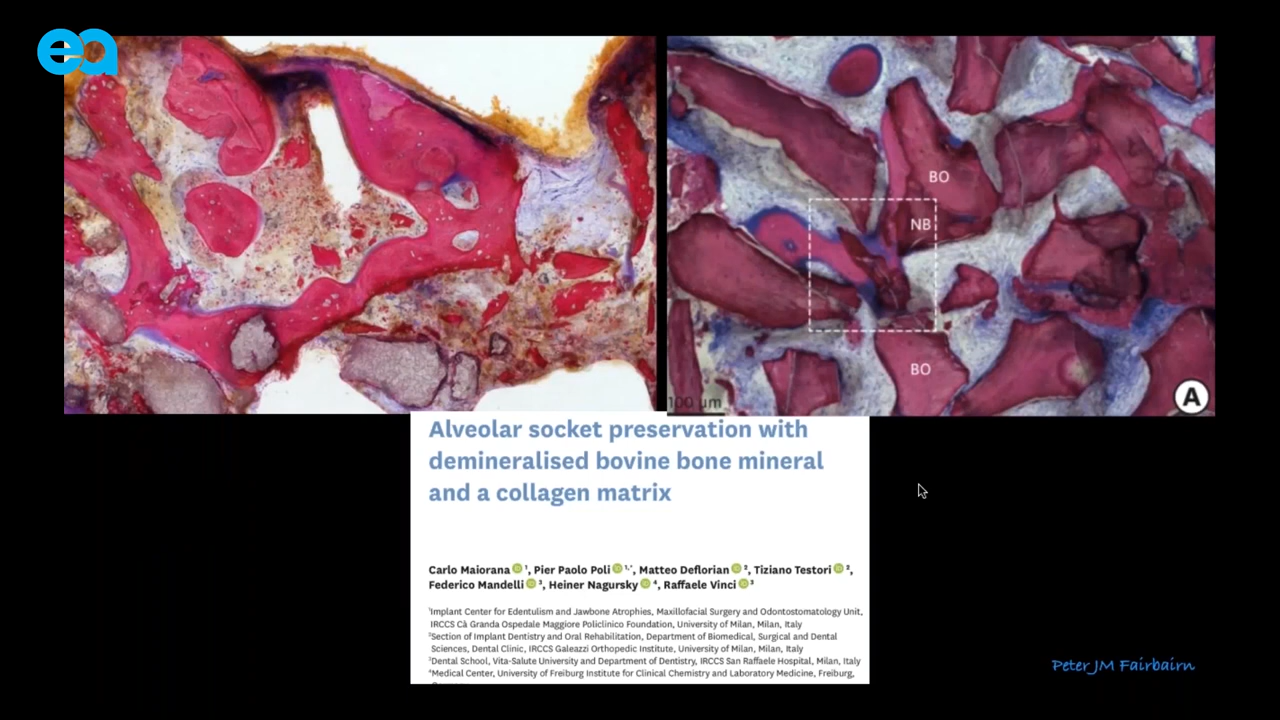 ea
BO
NB
BO
100 um
A
Alveolar socket preservation with
demineralised bovine bone mineral
and a collagen matrix
Carlo Maiorana ¹, Pier Paolo Poli ¹,*, Matteo Deflorian ², Tiziano Testori ²,
Federico Mandelli ³, Heiner Nagursky ⁴, Raffaele Vinci ³
¹Implant Center for Edentulism and Jawbone Atrophies, Maxillofacial Surgery and Odontostomatology Unit,
IRCCS Cà Granda Ospedale Maggiore Policlinico Foundation, University of Milan, Milan, Italy
²Section of Implant Dentistry and Oral Rehabilitation, Department of Biomedical, Surgical and Dental
Sciences, Dental Clinic, IRCCS Galeazzi Orthopedic Institute, University of Milan, Milan, Italy
³Dental School, Vita-Salute University and Department of Dentistry, IRCCS San Raffaele Hospital, Milan, Italy
⁴Medical Center, University of Freiburg Institute for Clinical Chemistry and Laboratory Medicine, Freiburg,
Peter JM Fairbairn